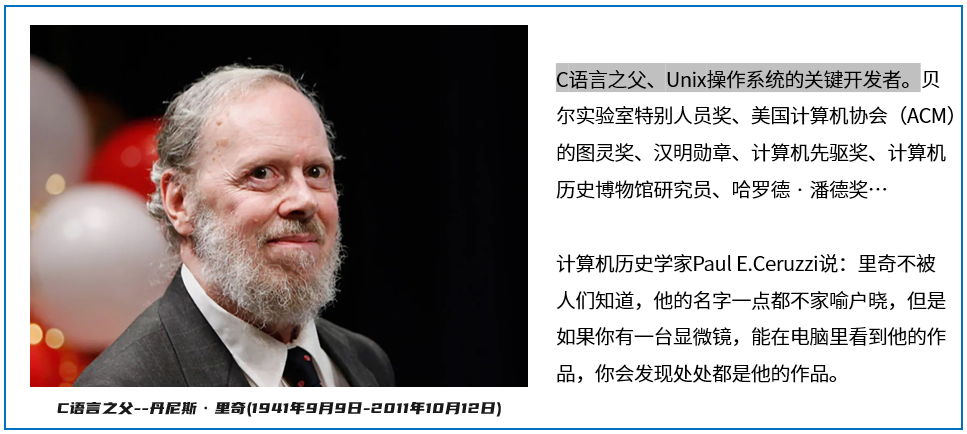 C语言之父、Unix操作系统的关键开发者。贝
尔实验室特别人员奖、美国计算机协会（ACM）
的图灵奖、汉明勋章、计算机先驱奖、计算机
历史博物馆研究员、哈罗德·潘德奖…
计算机历史学家Paul E.Ceruzzi说：里奇不被
人们知道，他的名字一点都不家喻户晓，但是
如果你有一台显微镜，能在电脑里看到他的作
品，你会发现处处都是他的作品。
C语言之父--丹尼斯·里奇(1941年9月9日-2011年10月12日)